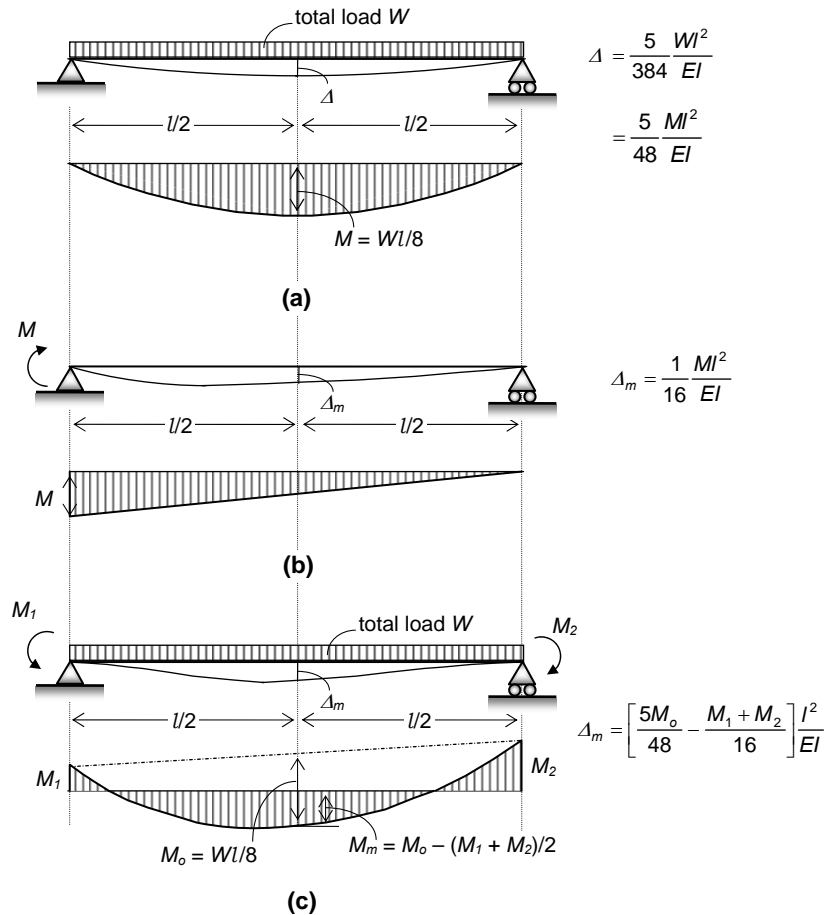 total load W
Δ = 5/384 Wl²/EI
Δ
l/2 l/2
= 5/48 Ml²/EI
M = Wl/8
(a)
M
Δm = 1/16 Ml²/EI
Δm
l/2 l/2
M
(b)
M1 total load W M2
Δm
l/2 l/2
Δm = [5Mo/48 − (M1 + M2)/16] l²/EI
M1 M2
Mo = Wl/8 Mm = Mo – (M1 + M2)/2
(c)